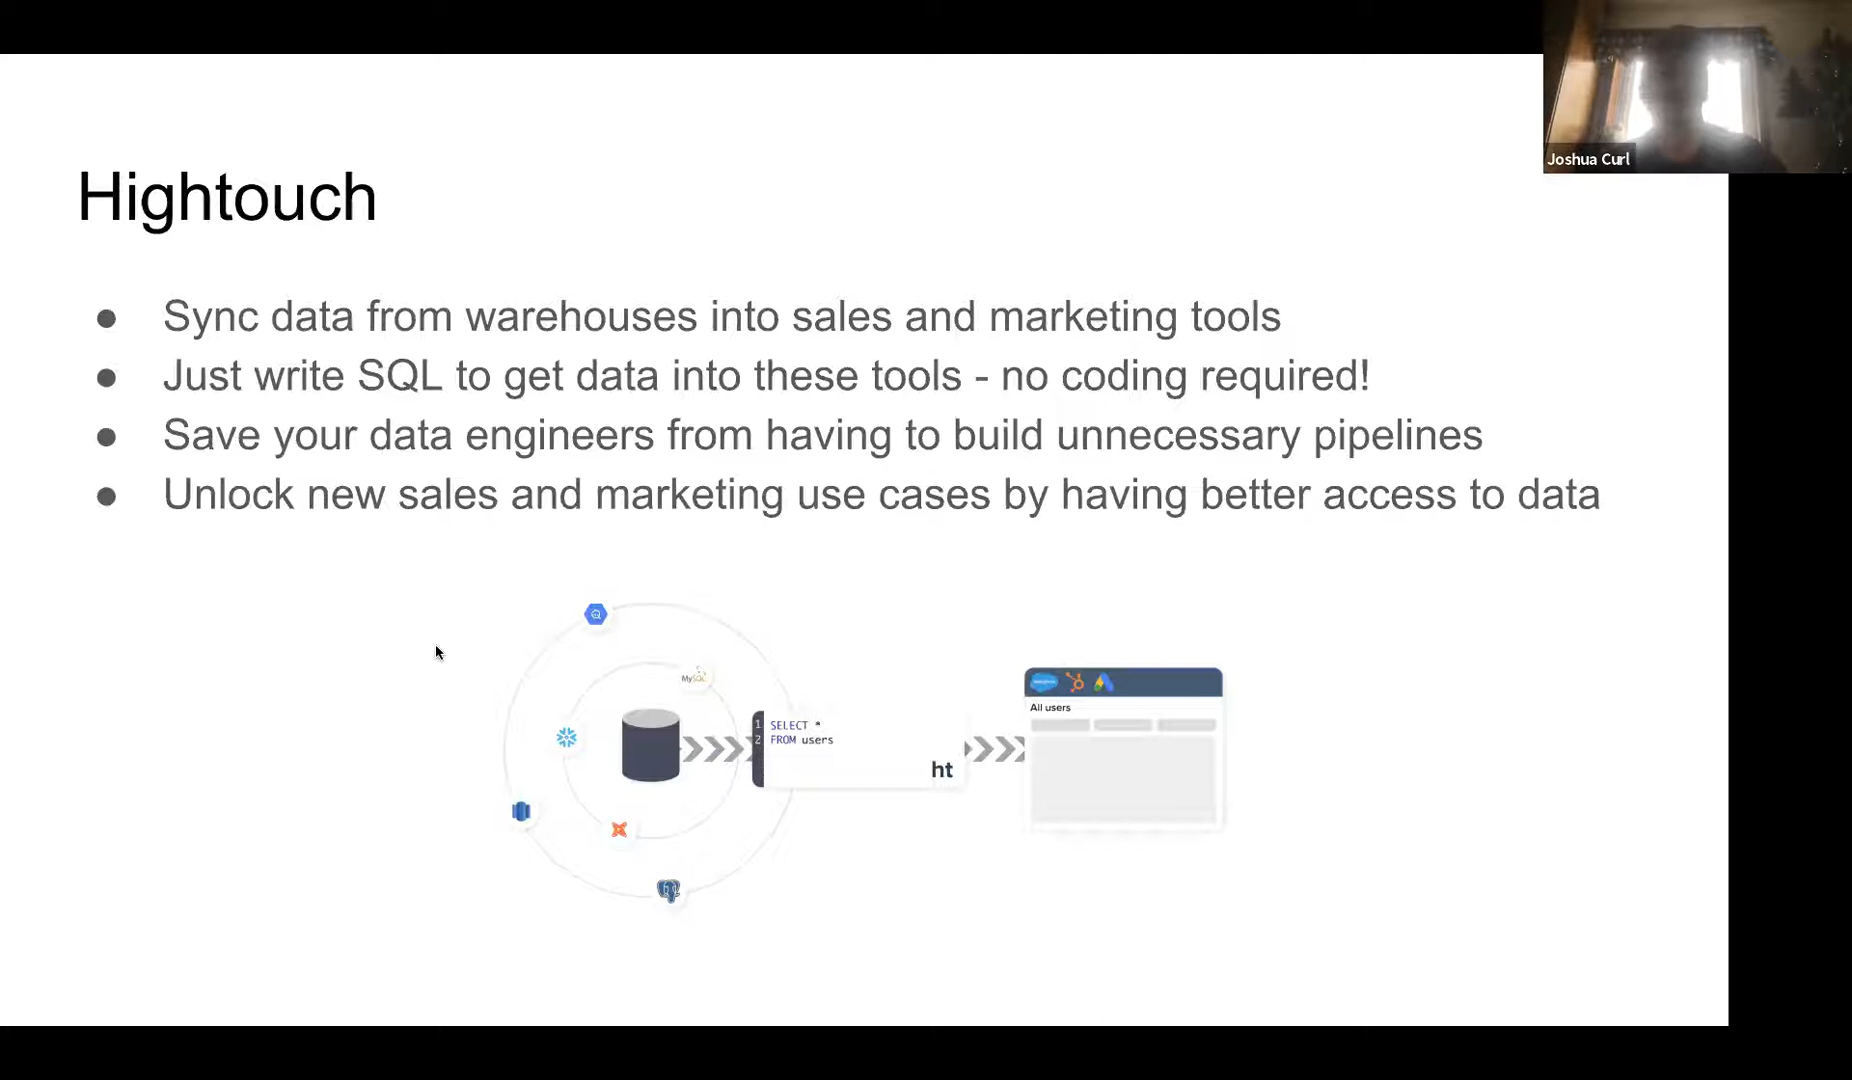 Joshua Curl
Hightouch
● Sync data from warehouses into sales and marketing tools
● Just write SQL to get data into these tools - no coding required!
● Save your data engineers from having to build unnecessary pipelines
● Unlock new sales and marketing use cases by having better access to data
MySQL
1 SELECT *
2 FROM users
ht
All users